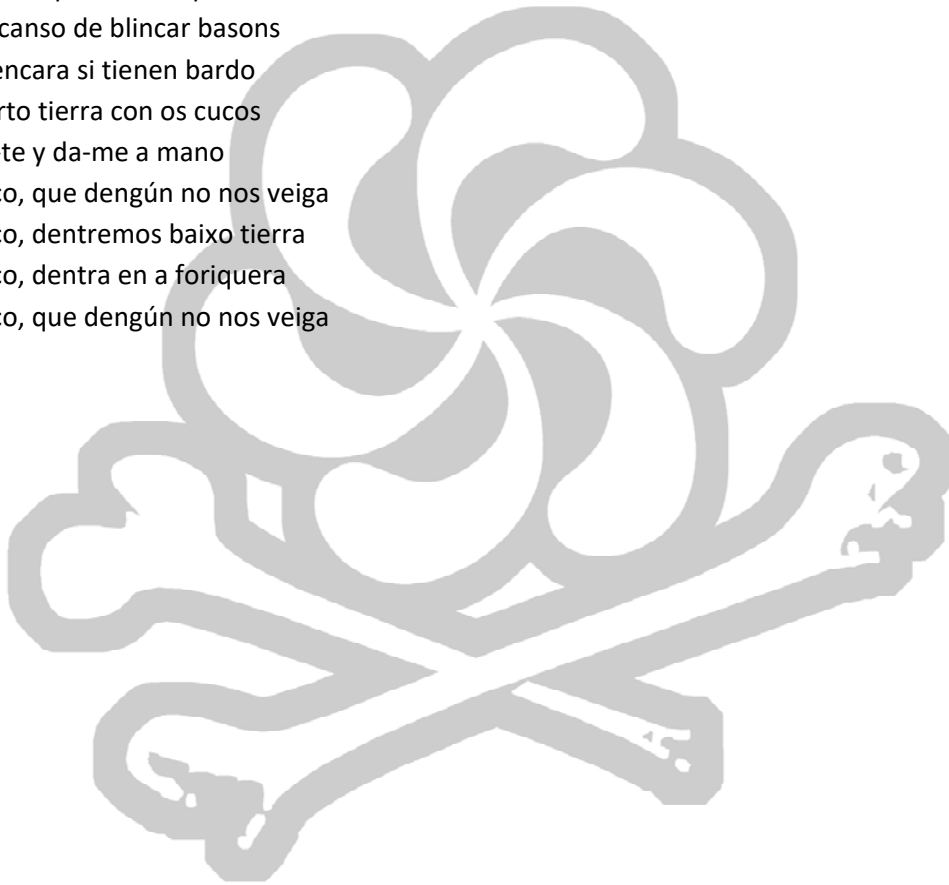 canso de blincar basons
encara si tienen bardo
rto tierra con os cucos
-te y da-me a mano
co, que dengún no nos veiga
co, dentremos baixo tierra
co, dentra en a foriquera
co, que dengún no nos veiga